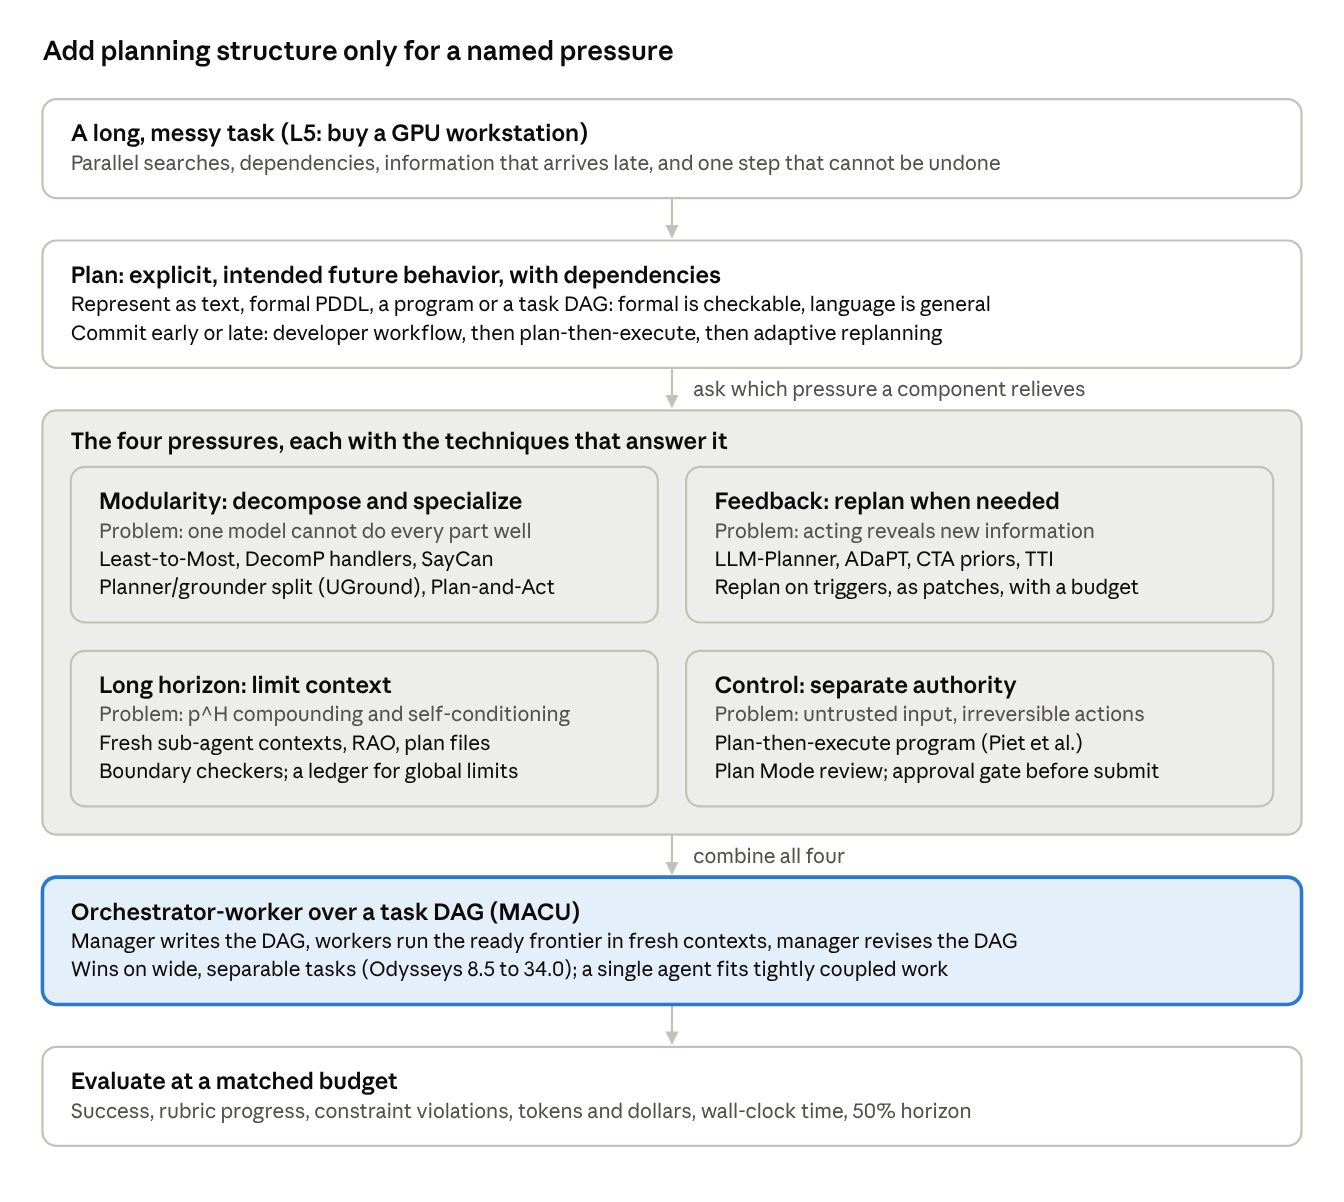 Add planning structure only for a named pressure
A long, messy task (L5: buy a GPU workstation)
Parallel searches, dependencies, information that arrives late, and one step that cannot be undone
Plan: explicit, intended future behavior, with dependencies
Represent as text, formal PDDL, a program or a task DAG: formal is checkable, language is general
Commit early or late: developer workflow, then plan-then-execute, then adaptive replanning
ask which pressure a component relieves
The four pressures, each with the techniques that answer it
Modularity: decompose and specialize
Problem: one model cannot do every part well
Least-to-Most, DecomP handlers, SayCan
Planner/grounder split (UGround), Plan-and-Act
Feedback: replan when needed
Problem: acting reveals new information
LLM-Planner, ADaPT, CTA priors, TTI
Replan on triggers, as patches, with a budget
Long horizon: limit context
Problem: p^H compounding and self-conditioning
Fresh sub-agent contexts, RAO, plan files
Boundary checkers; a ledger for global limits
Control: separate authority
Problem: untrusted input, irreversible actions
Plan-then-execute program (Piet et al.)
Plan Mode review; approval gate before submit
combine all four
Orchestrator-worker over a task DAG (MACU)
Manager writes the DAG, workers run the ready frontier in fresh contexts, manager revises the DAG
Wins on wide, separable tasks (Odysseys 8.5 to 34.0); a single agent fits tightly coupled work
Evaluate at a matched budget
Success, rubric progress, constraint violations, tokens and dollars, wall-clock time, 50% horizon